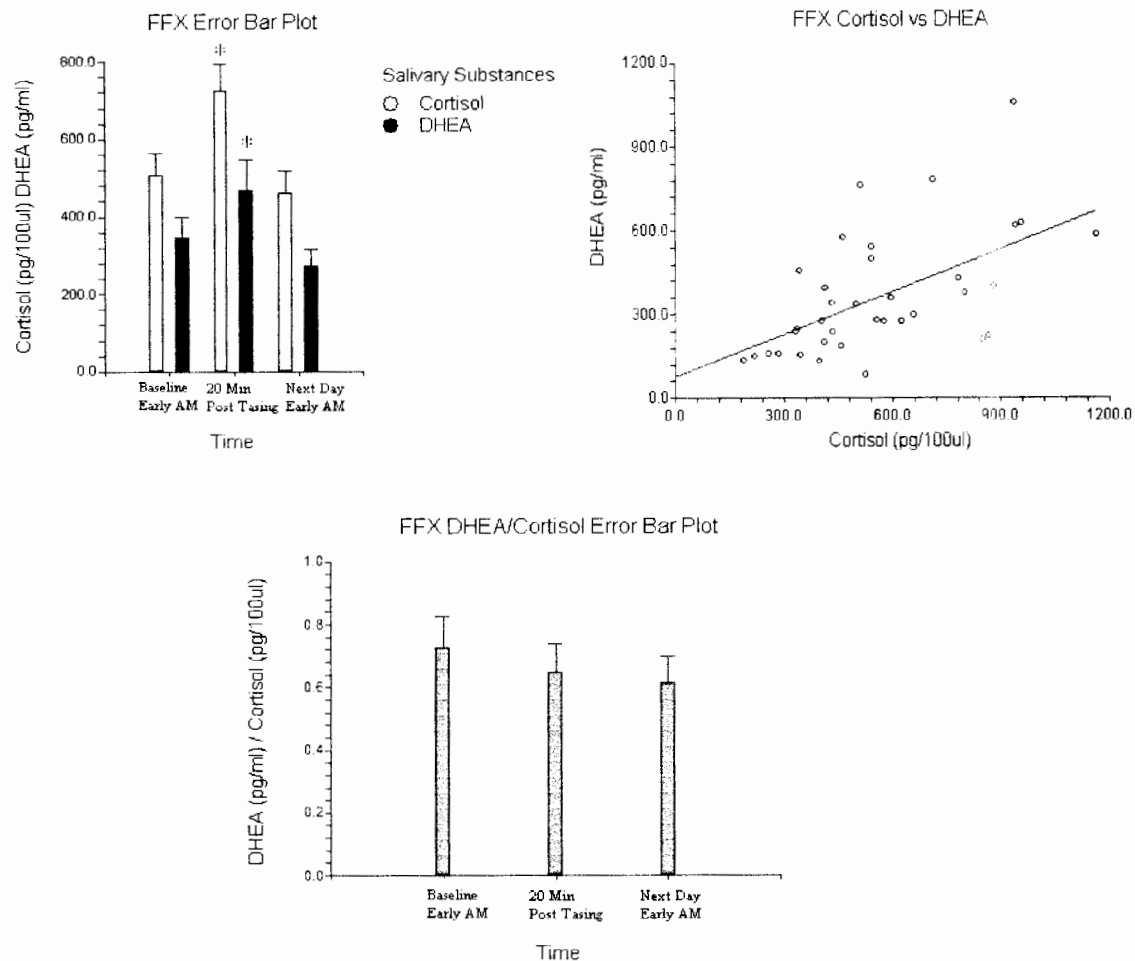 FFX Error Bar Plot
Cortisol (pg/100ul) DHEA (pg/ml)
800.0
600.0
400.0
200.0
0.0
*
*
Baseline
Early AM
20 Min
Post Tasing
Next Day
Early AM
Time
Salivary Substances
Cortisol
DHEA
FFX Cortisol vs DHEA
DHEA (pg/ml)
1200.0
900.0
600.0
300.0
0.0
0.0 300.0 600.0 900.0 1200.0
Cortisol (pg/100ul)
FFX DHEA/Cortisol Error Bar Plot
DHEA (pg/ml) / Cortisol (pg/100ul)
1.0
0.8
0.6
0.4
0.2
0.0
Baseline
Early AM
20 Min
Post Tasing
Next Day
Early AM
Time